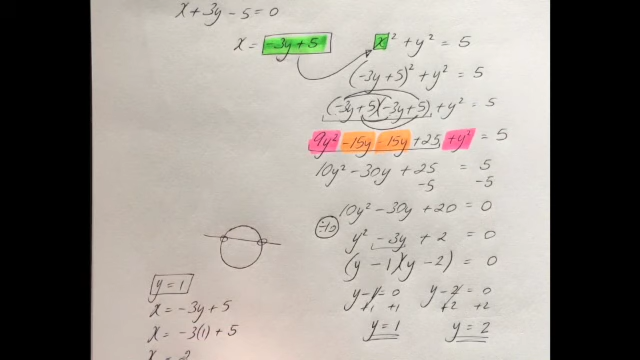 x + 3y - 5 = 0
x = -3y + 5
x² + y² = 5
(-3y + 5)² + y² = 5
(-3y + 5)(-3y + 5) + y² = 5
9y² - 15y - 15y + 25 + y² = 5
10y² - 30y + 25 = 5
-5 -5
10y² - 30y + 20 = 0
÷10
y² - 3y + 2 = 0
(y - 1)(y - 2) = 0
y - 1 = 0 y - 2 = 0
+1 +1 +2 +2
y = 1 y = 2
y = 1
x = -3y + 5
x = -3(1) + 5
x = 2